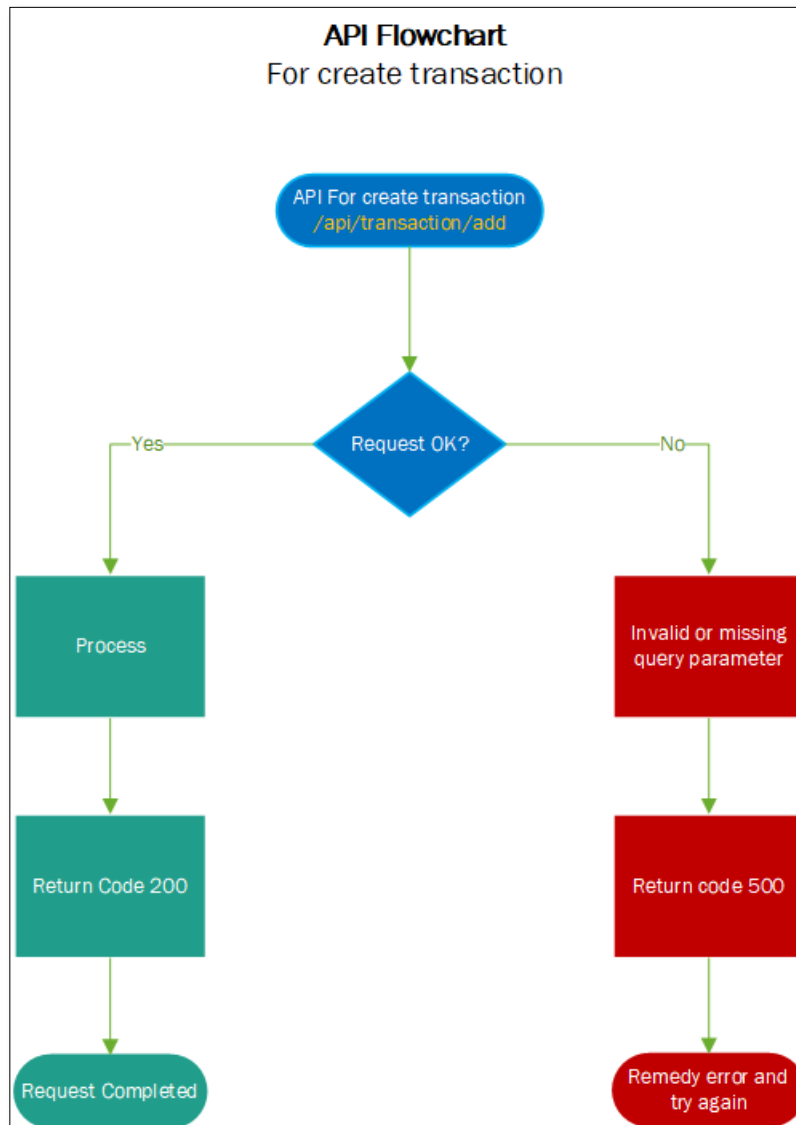 API Flowchart
For create transaction
API For create transaction
/api/transaction/add
Request OK?
Yes
No
Process
Invalid or missing
query parameter
Return Code 200
Return code 500
Request Completed
Remedy error and
try again